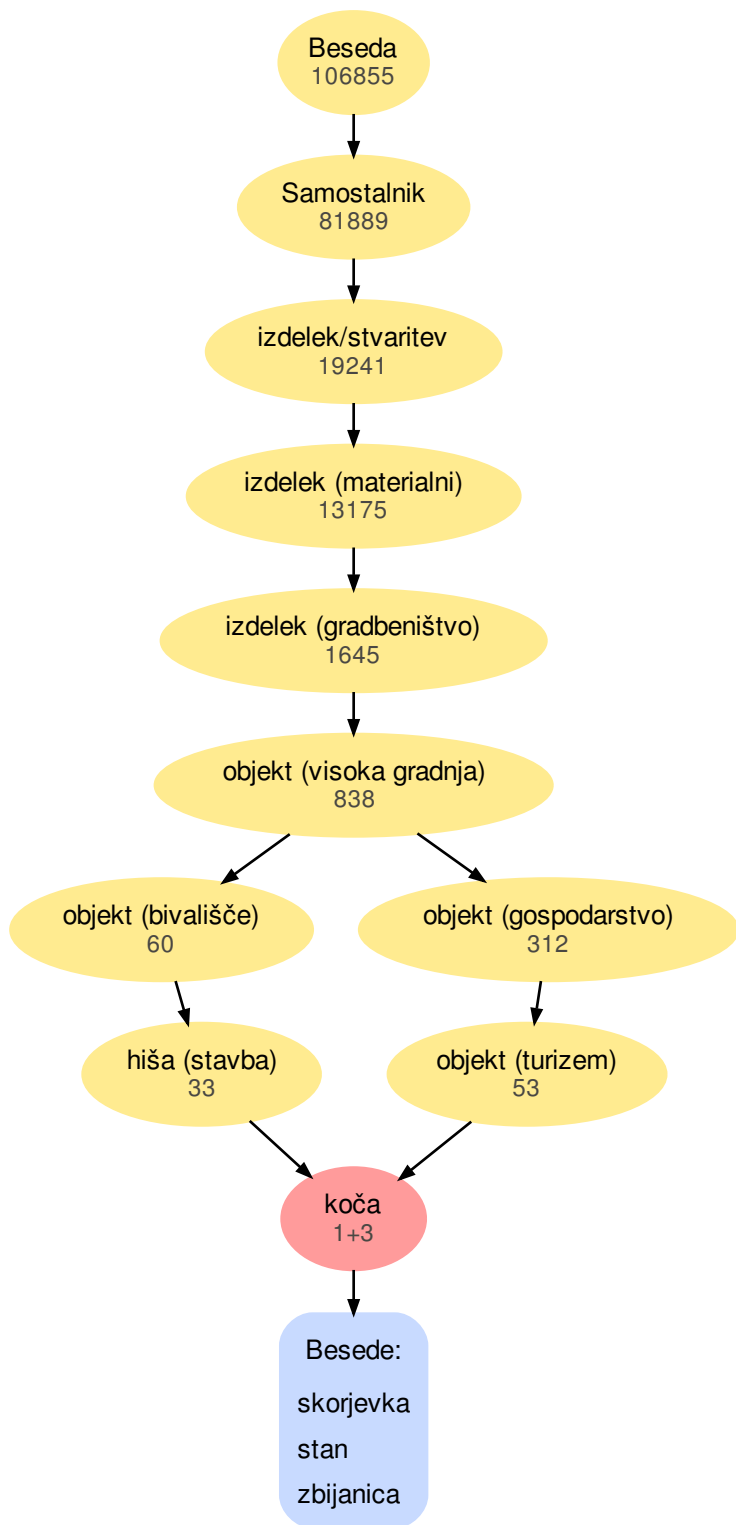 Beseda
106855
Samostalnik
81889
izdelek/stvaritev
19241
izdelek (materialni)
13175
izdelek (gradbeništvo)
1645
objekt (visoka gradnja)
838
objekt (bivališče)
60
objekt (gospodarstvo)
312
hiša (stavba)
33
objekt (turizem)
53
koča
1+3
Besede:
skorjevka
stan
zbijanica